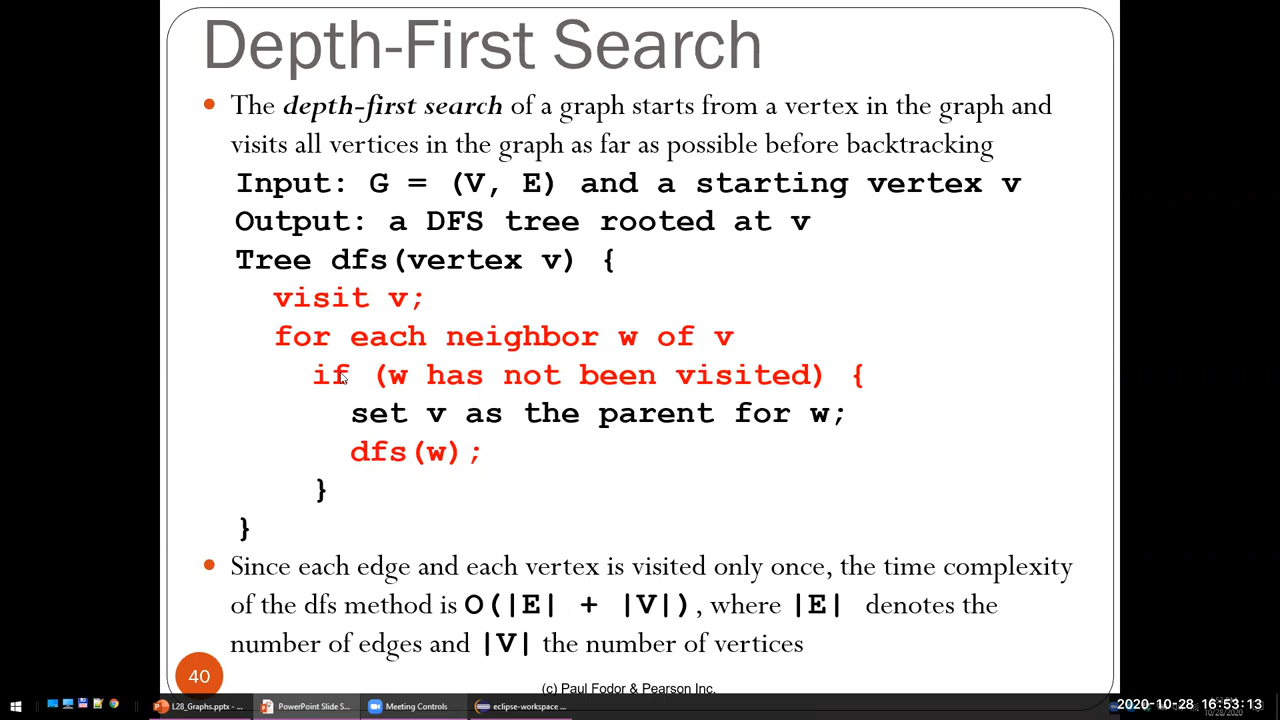 Depth-First Search
• The depth-first search of a graph starts from a vertex in the graph and
visits all vertices in the graph as far as possible before backtracking
Input: G = (V, E) and a starting vertex v
Output: a DFS tree rooted at v
Tree dfs(vertex v) {
visit v;
for each neighbor w of v
if (w has not been visited) {
set v as the parent for w;
dfs(w);
}
}
• Since each edge and each vertex is visited only once, the time complexity
of the dfs method is O(|E| + |V|), where |E| denotes the
number of edges and |V| the number of vertices
40
(c) Paul Fodor & Pearson Inc.
L28_Graphs.pptx - ...
PowerPoint Slide S...
Meeting Controls
eclipse-workspace ...
2020-10-28 16:53:13